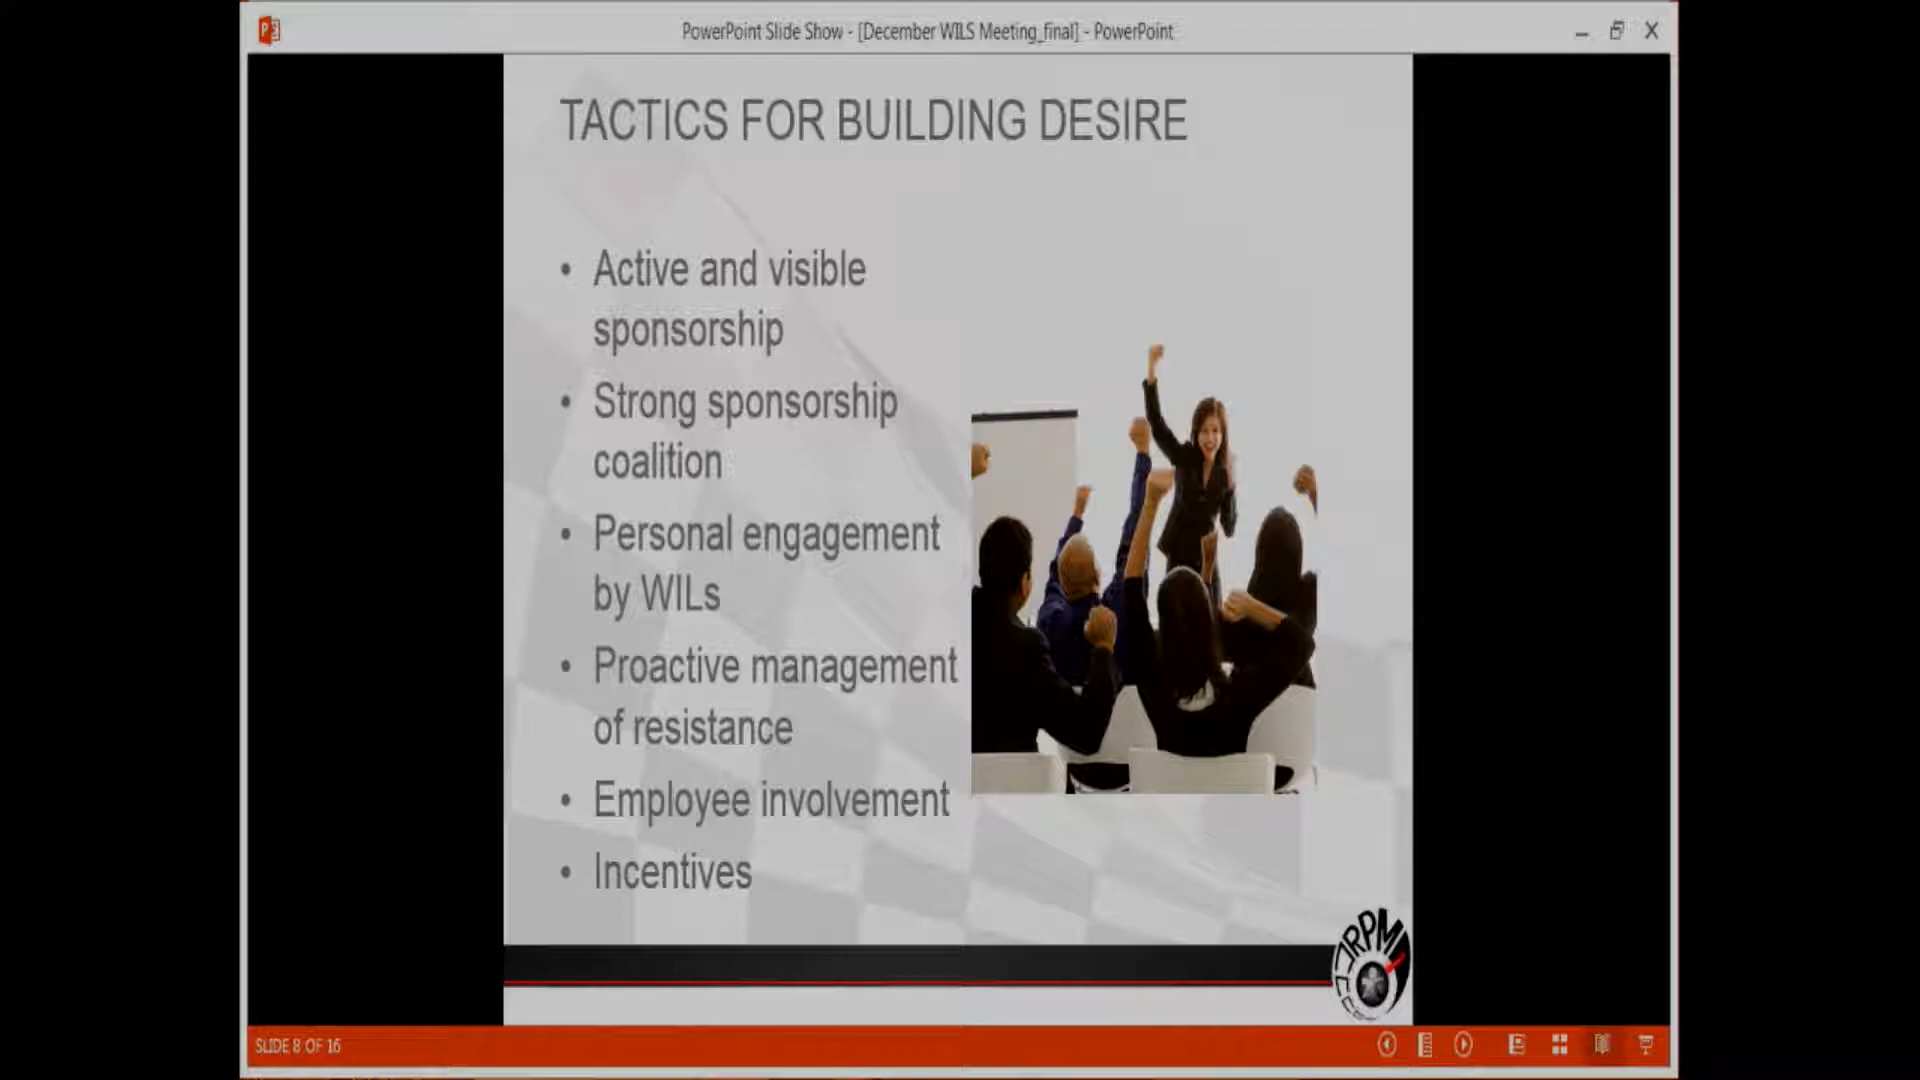 PowerPoint Slide Show - [December WILS Meeting_final] - PowerPoint
TACTICS FOR BUILDING DESIRE
• Active and visible
sponsorship
• Strong sponsorship
coalition
• Personal engagement
by WILs
• Proactive management
of resistance
• Employee involvement
• Incentives
RPM
SLIDE 8 OF 16